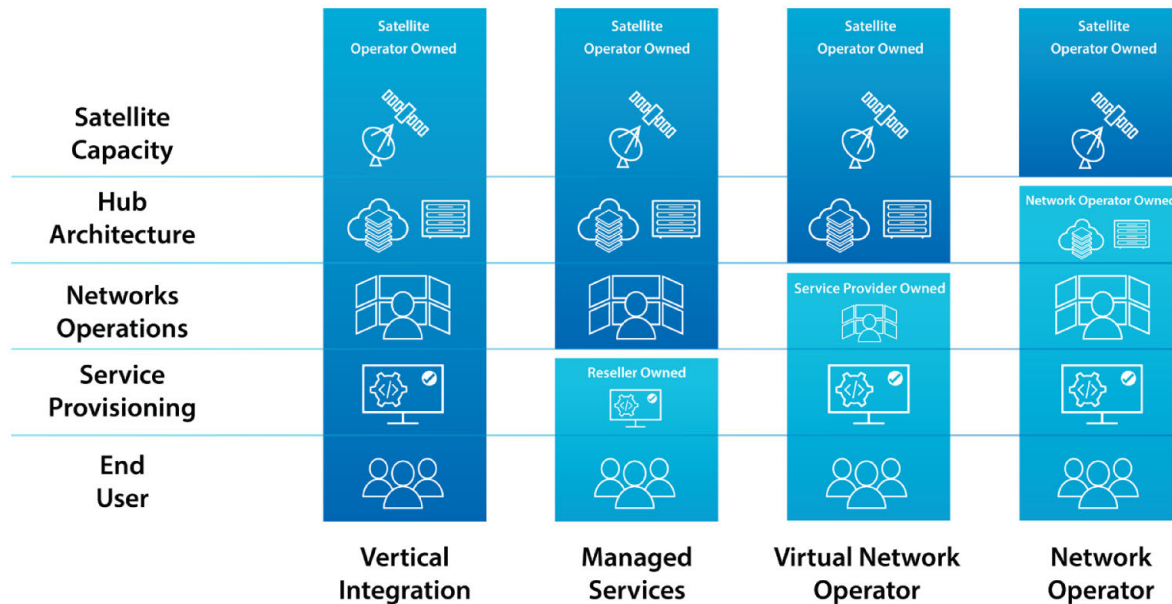 Satellite
Operator Owned
Satellite
Operator Owned
Satellite
Operator Owned
Satellite
Operator Owned
Satellite
Capacity
Hub
Architecture
Network Operator Owned
Networks
Operations
Service Provider Owned
Service
Provisioning
Reseller Owned
End
User
Vertical
Integration
Managed
Services
Virtual Network
Operator
Network
Operator